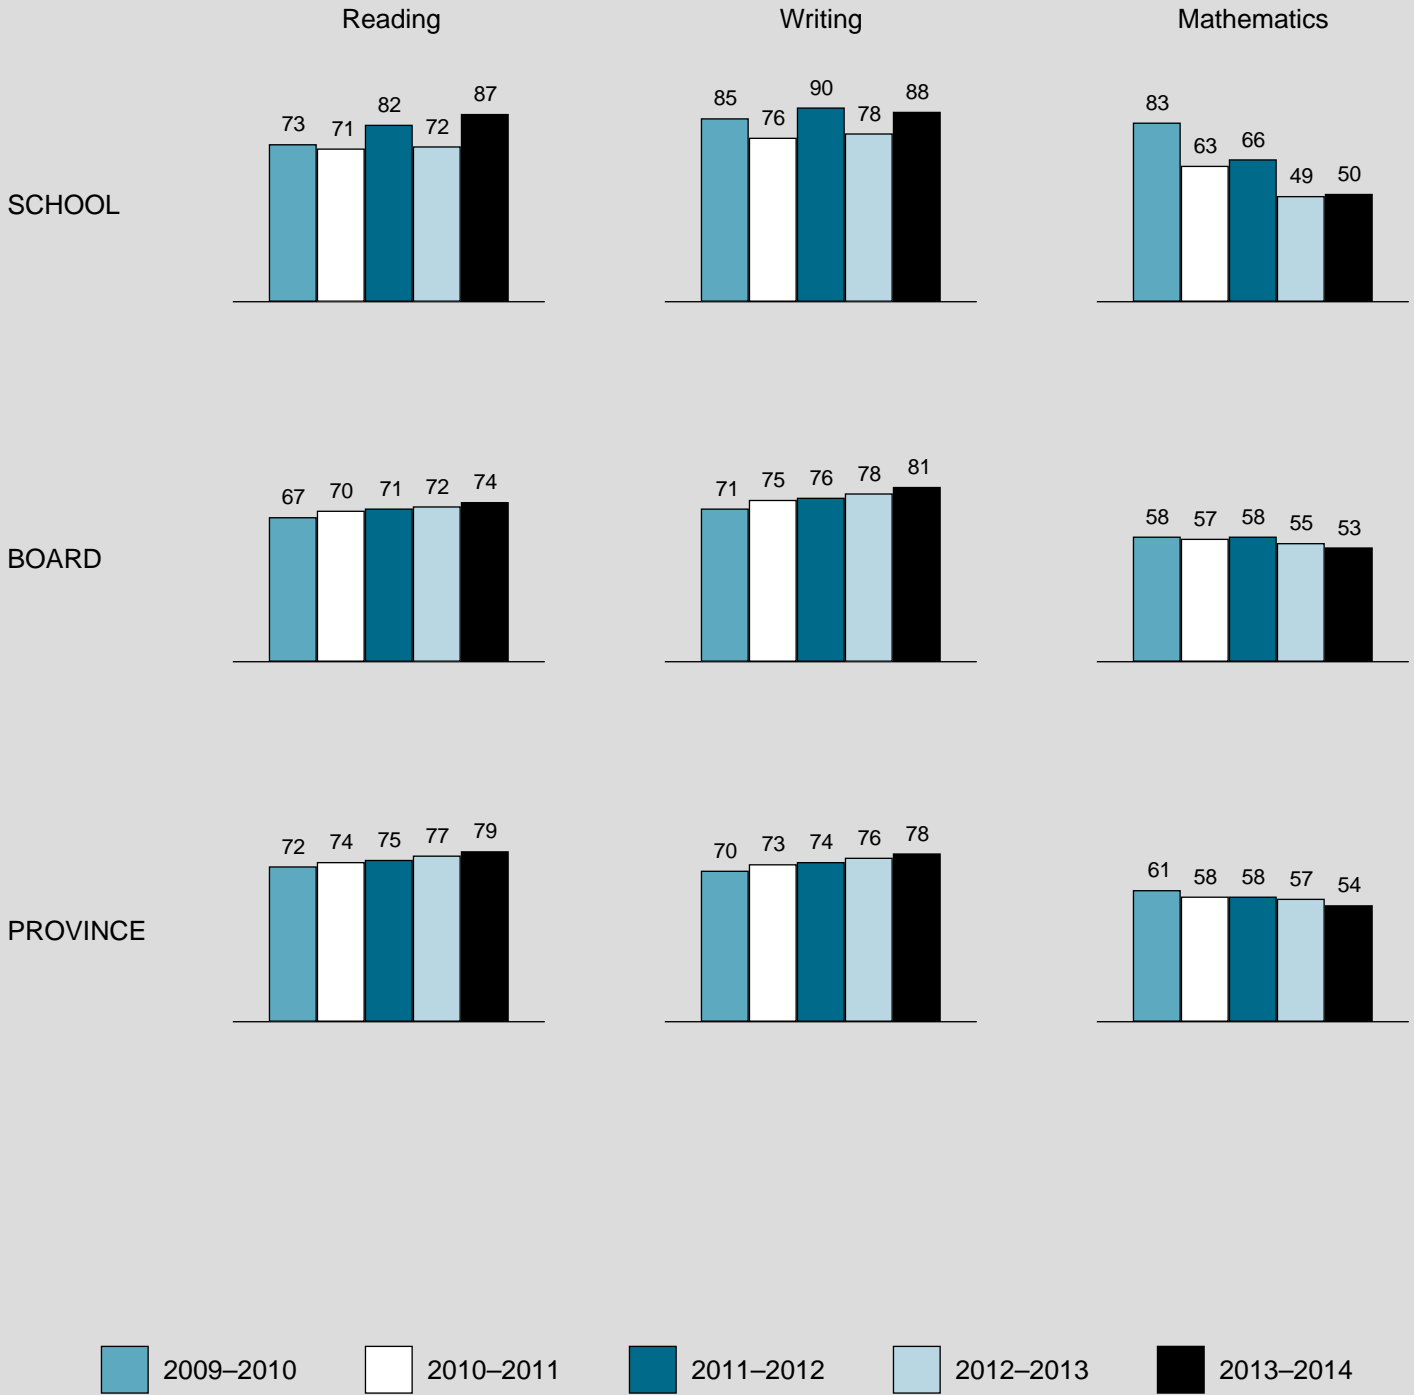 Reading Writing Mathematics
SCHOOL
73 71 82 72 87
85 76 90 78 88
83 63 66 49 50
BOARD
67 70 71 72 74
71 75 76 78 81
58 57 58 55 53
PROVINCE
72 74 75 77 79
70 73 74 76 78
61 58 58 57 54
2009–2010 2010–2011 2011–2012 2012–2013 2013–2014